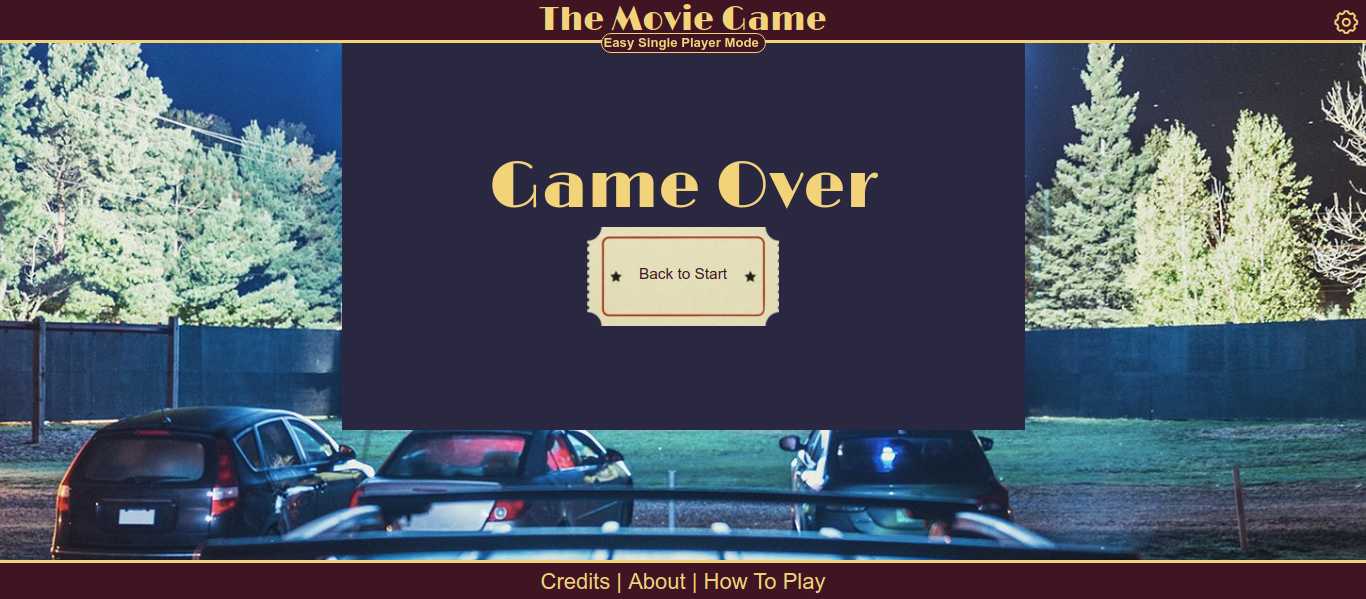 The Movie Game
Easy Single Player Mode
Game Over
Back to Start
Credits | About | How To Play